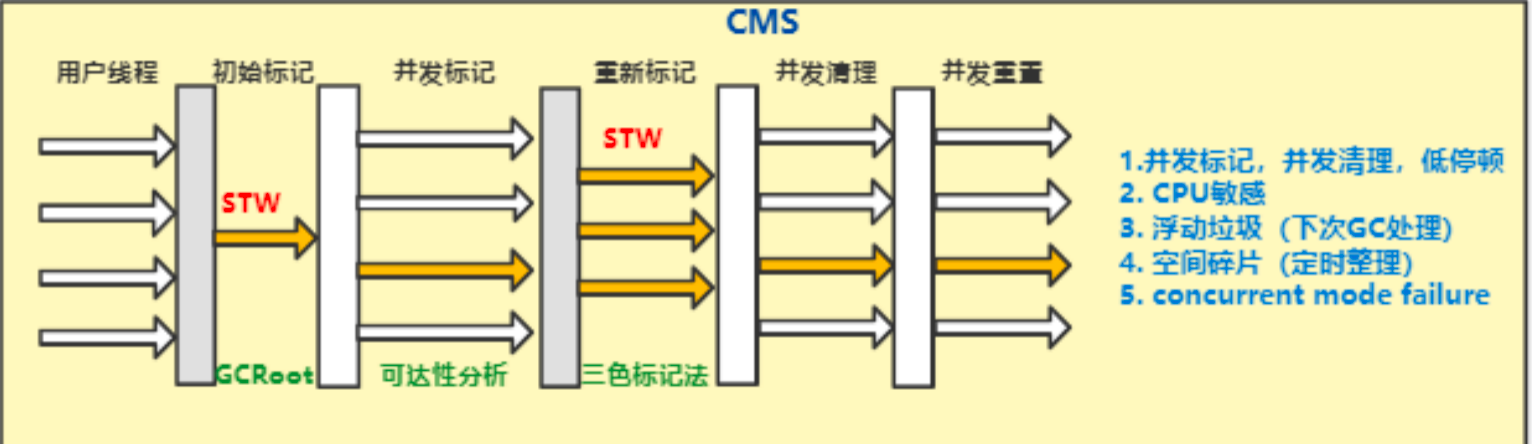 CMS
用户线程
初始标记
并发标记
重新标记
并发清理
并发重置
STW
STW
GCRoot
可达性分析
三色标记法
1.并发标记，并发清理，低停顿
2. CPU敏感
3. 浮动垃圾（下次GC处理)
4. 空间碎片（定时整理)
5. concurrent mode failure